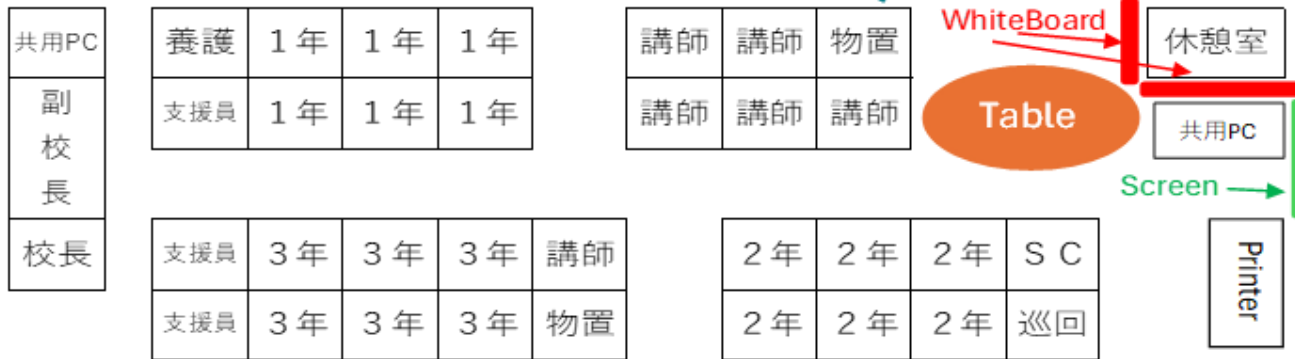 共用PC
副校長
校長
養護 １年 １年 １年
支援員 １年 １年 １年
講師 講師 物置
講師 講師 講師
WhiteBoard
休憩室
Table
共用PC
Screen
支援員 ３年 ３年 ３年 講師
支援員 ３年 ３年 ３年 物置
２年 ２年 ２年 ＳＣ
２年 ２年 ２年 巡回
Printer